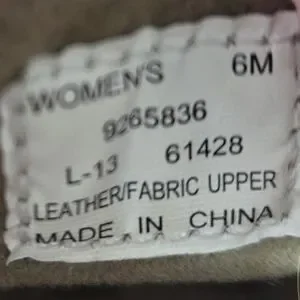 WOMEN'S 6M
9265836
L-13 61428
LEATHER/FABRIC UPPER
MADE IN CHINA